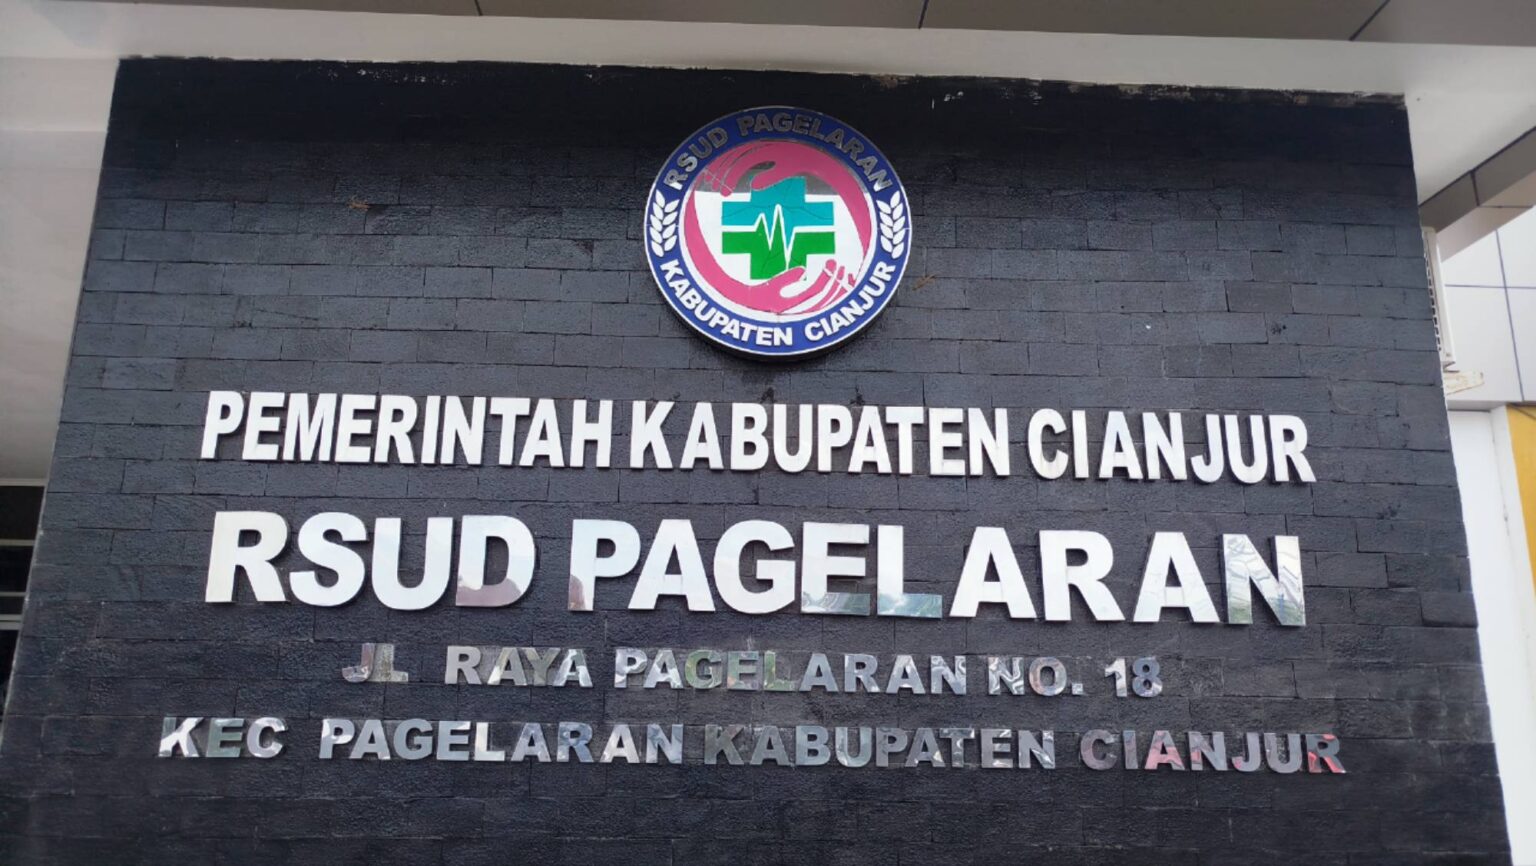 RSUD PAGELARAN
KABUPATEN CIANJUR
PEMERINTAH KABUPATEN CIANJUR
RSUD PAGELARAN
JL RAYA PAGELARAN NO. 18
KEC PAGELARAN KABUPATEN CIANJUR